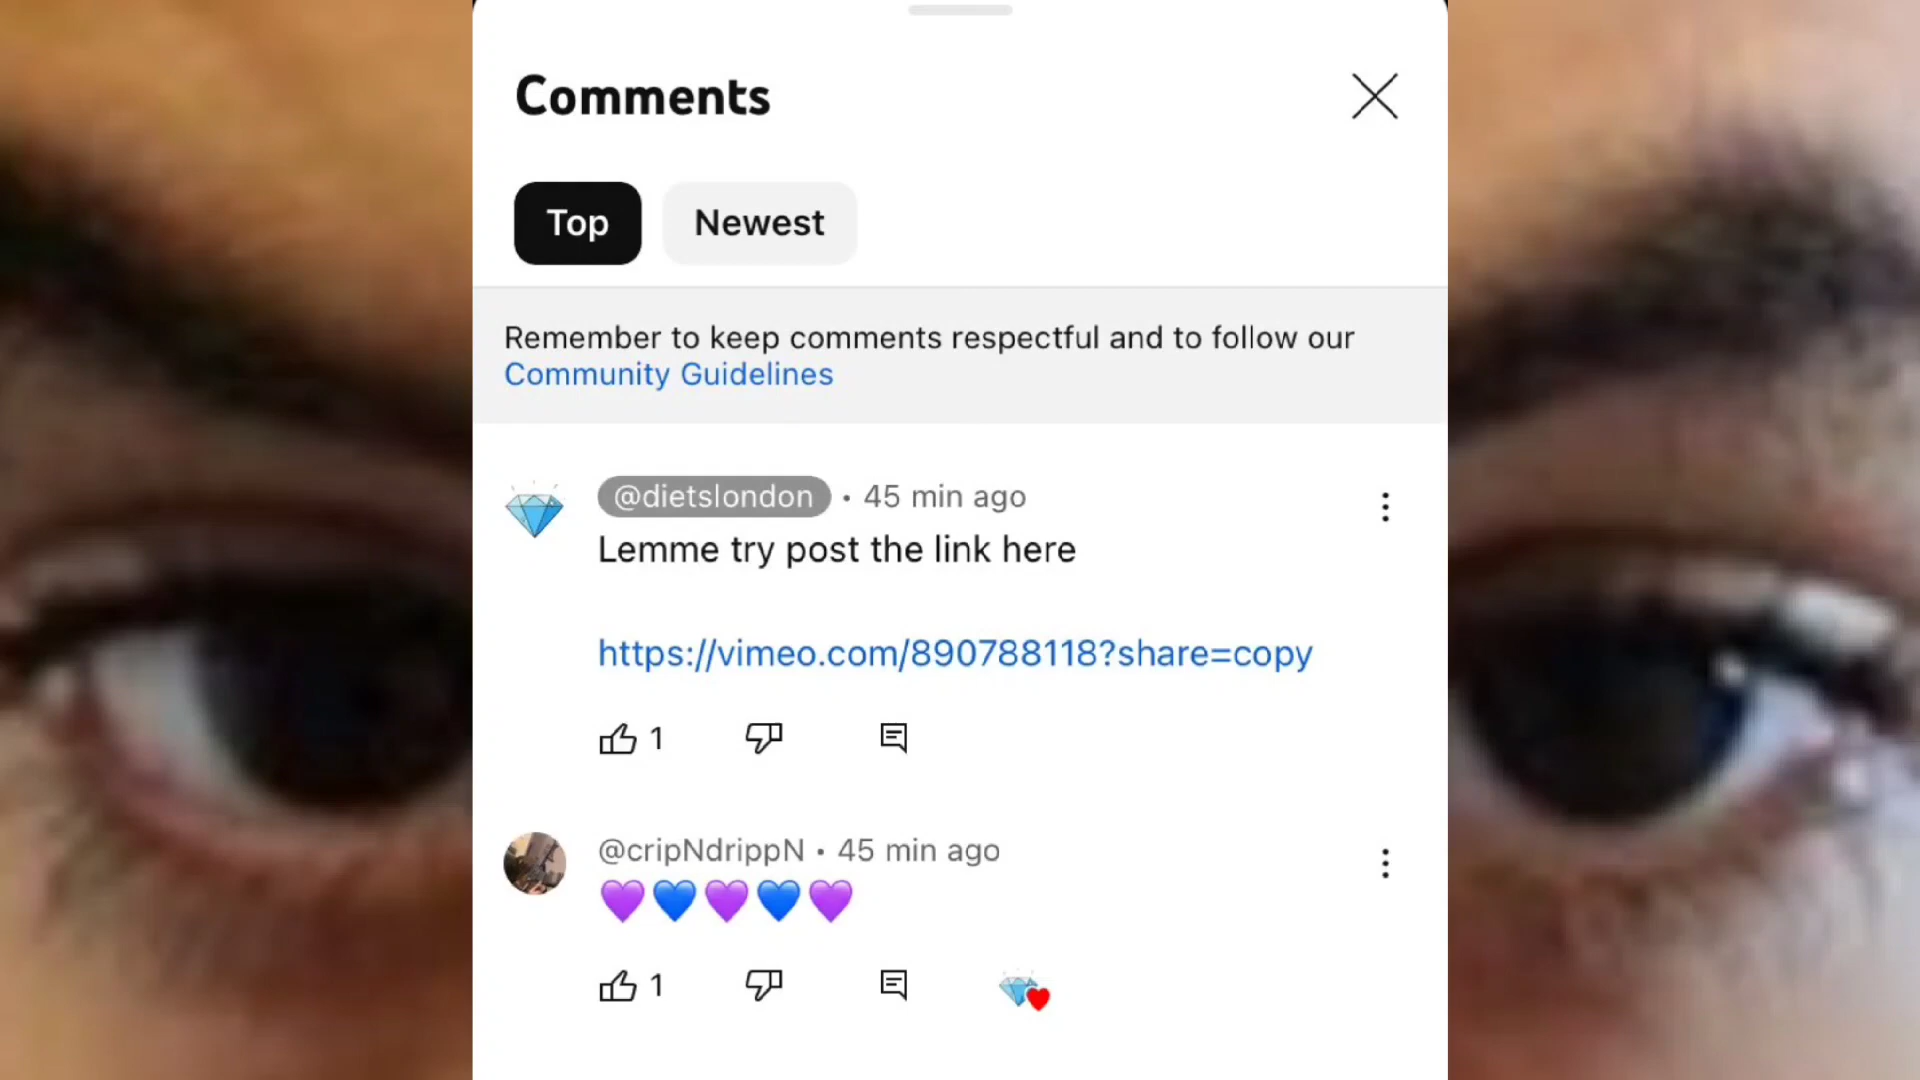 Comments
Top Newest
Remember to keep comments respectful and to follow our
Community Guidelines
@dietslondon • 45 min ago
Lemme try post the link here
https://vimeo.com/890788118?share=copy
1
@cripNdrippN • 45 min ago
💜💙💜💙💜
1